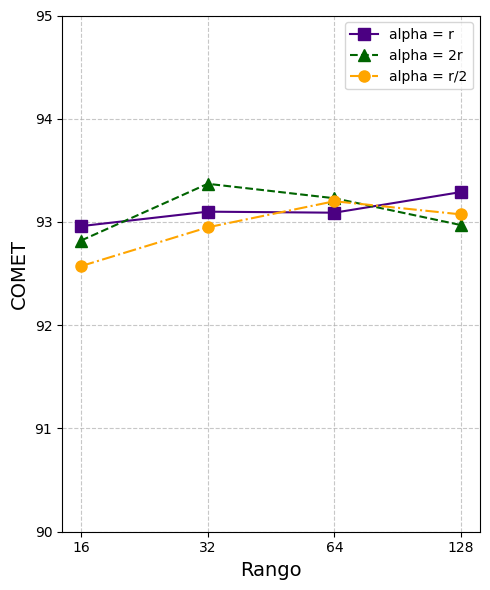 95
94
93
92
91
90
COMET
alpha = r
alpha = 2r
alpha = r/2
16 32 64 128
Rango